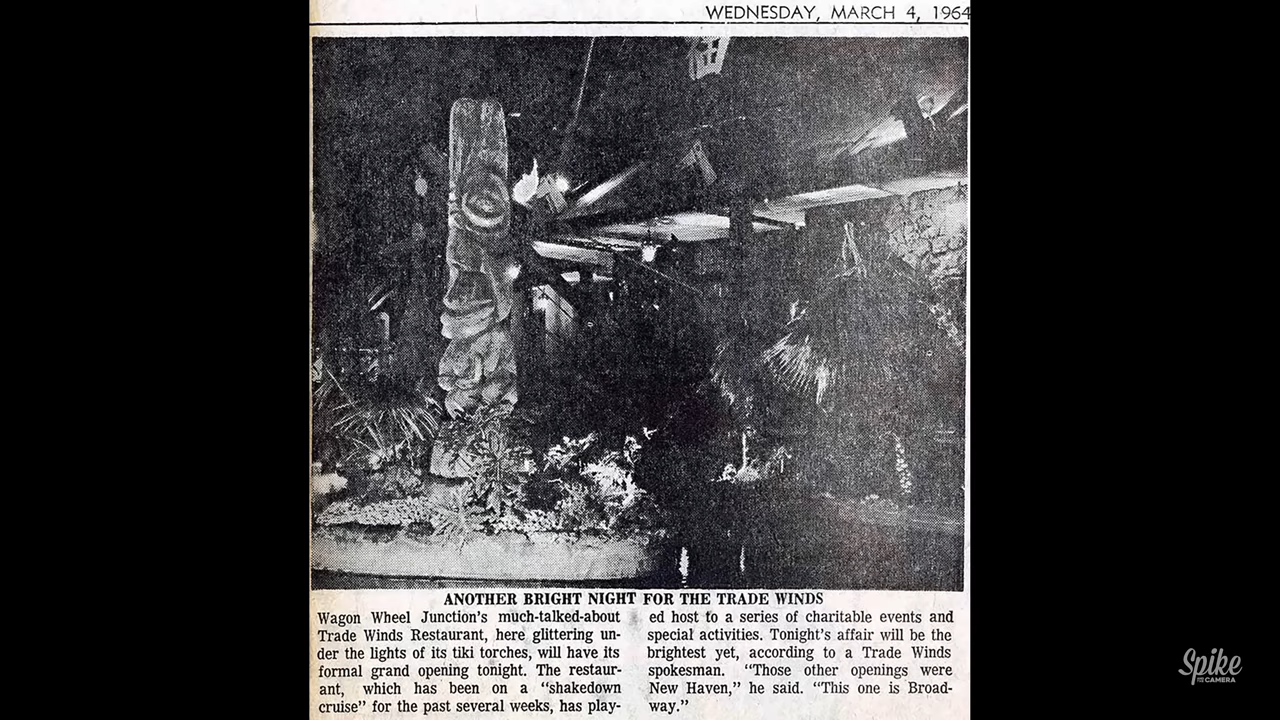 WEDNESDAY, MARCH 4, 1964
ANOTHER BRIGHT NIGHT FOR THE TRADE WINDS
Wagon Wheel Junction's much-talked-about
Trade Winds Restaurant, here glittering un-
der the lights of its tiki torches, will have its
formal grand opening tonight. The restaur-
ant, which has been on a "shakedown
cruise" for the past several weeks, has play-
ed host to a series of charitable events and
special activities. Tonight's affair will be the
brightest yet, according to a Trade Winds
spokesman. "Those other openings were
New Haven," he said. "This one is Broad-
way."
Spike
CAMERA